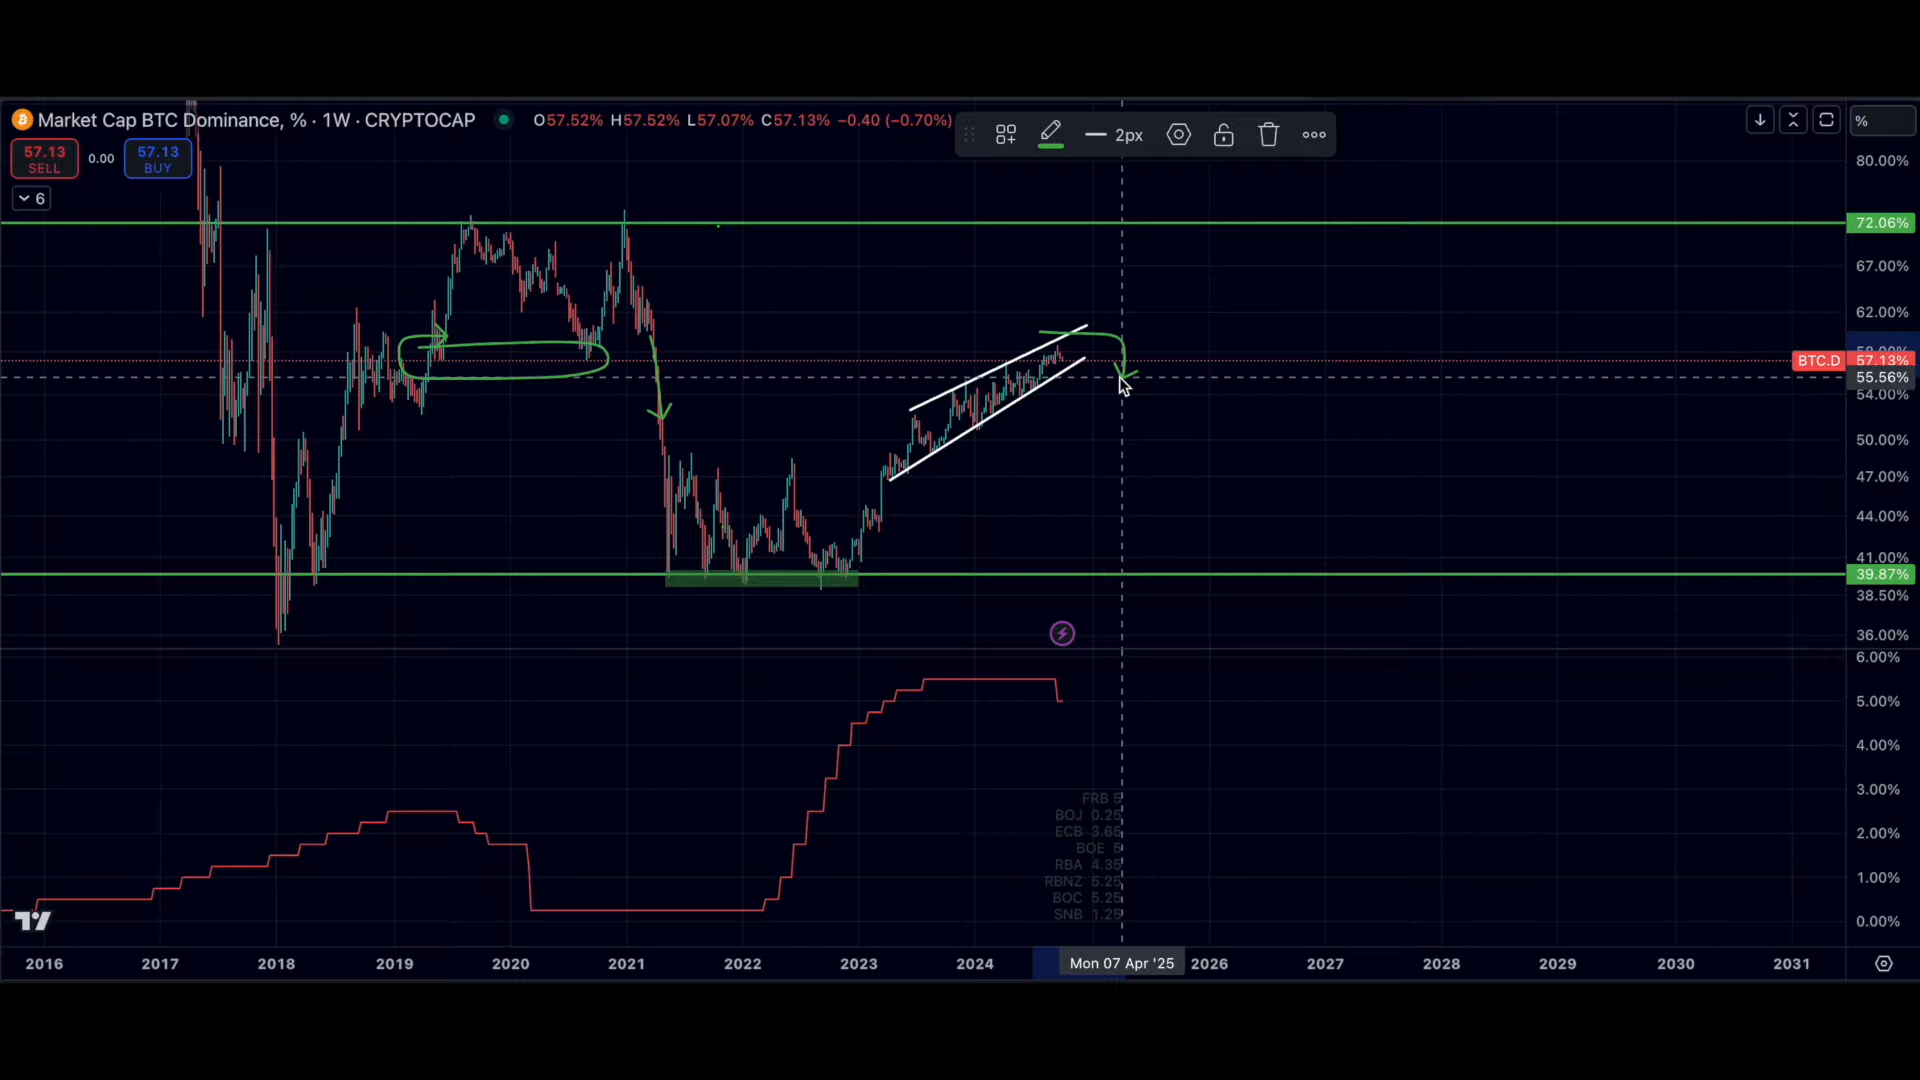 Market Cap BTC Dominance, % · 1W · CRYPTOCAP
O57.52% H57.52% L57.07% C57.13% −0.40 (−0.70%)
57.13 SELL
0.00
57.13 BUY
6
2px
%
80.00%
72.06%
67.00%
62.00%
BTC.D 57.13%
55.56%
54.00%
50.00%
47.00%
44.00%
41.00%
39.87%
38.50%
36.00%
6.00%
5.00%
4.00%
3.00%
2.00%
1.00%
0.00%
FRB 5
BOJ 0.25
ECB 3.65
BOE 5
RBA 4.35
RBNZ 5.25
BOC 5.25
SNB 1.25
2016 2017 2018 2019 2020 2021 2022 2023 2024 Mon 07 Apr '25 2026 2027 2028 2029 2030 2031